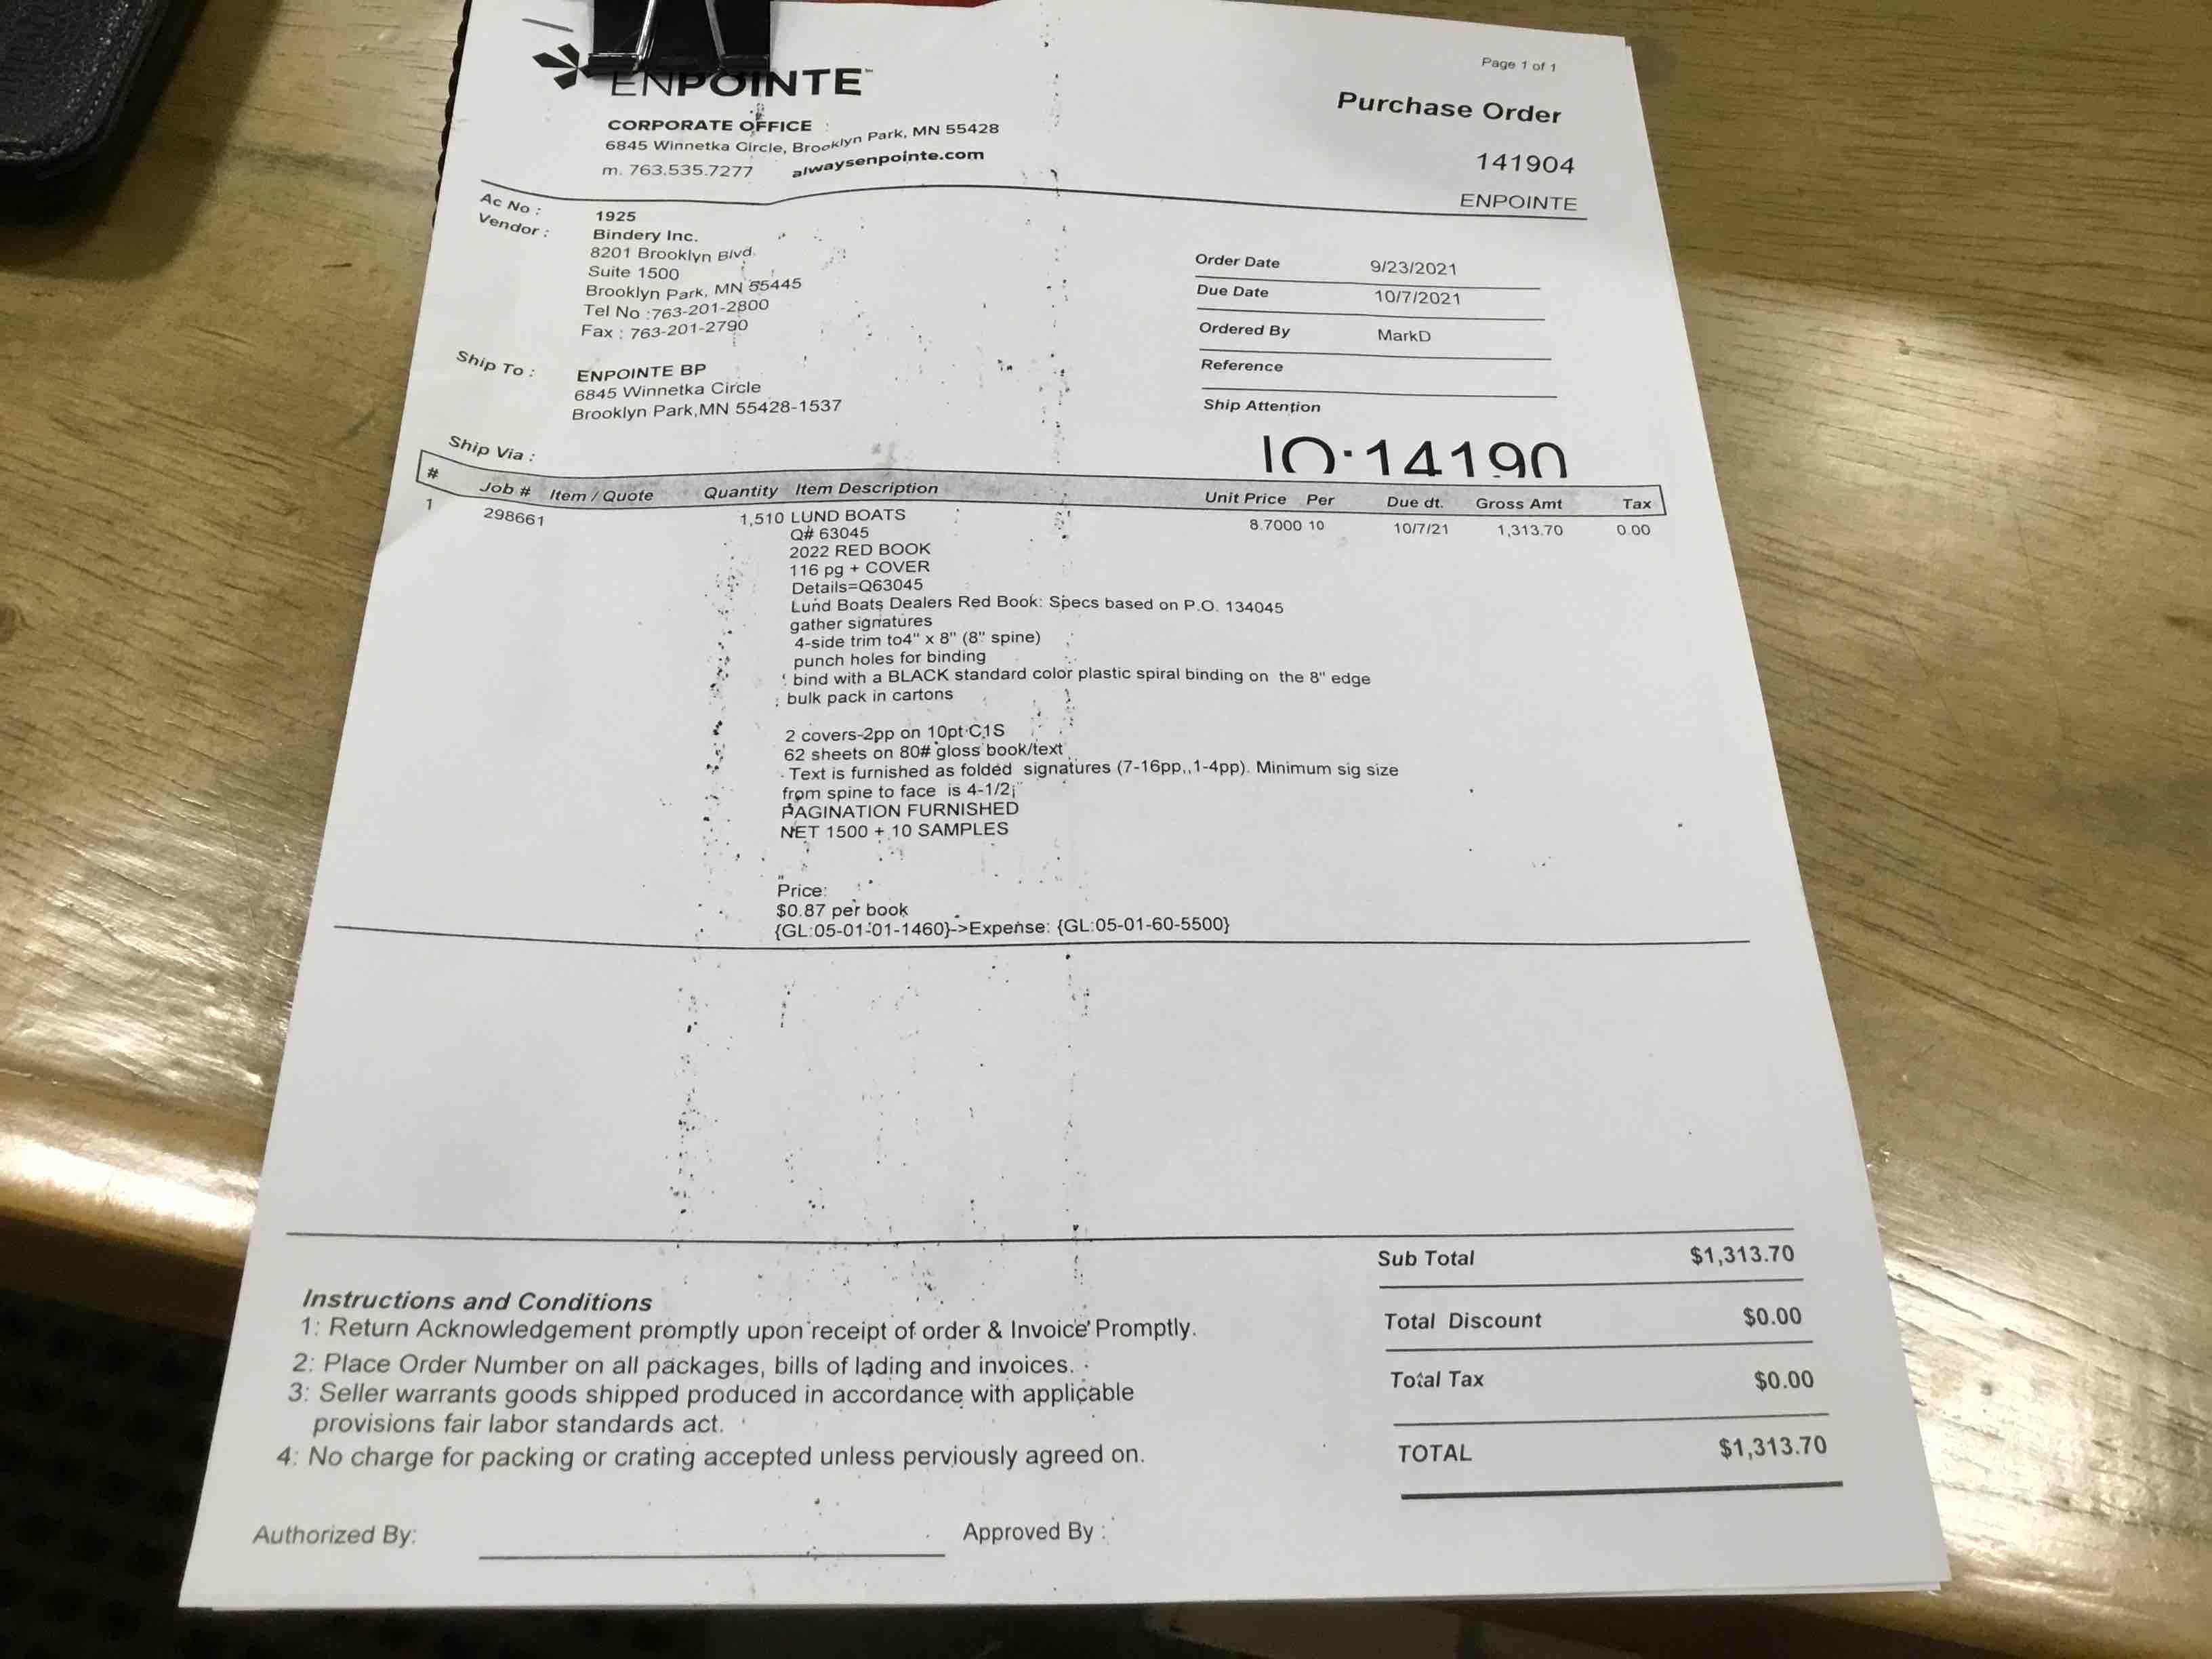 Page 1 of 1
ENPOINTE™
Purchase Order
CORPORATE OFFICE
6845 Winnetka Circle, Brooklyn Park, MN 55428
m. 763.535.7277 alwaysenpointe.com
141904
ENPOINTE
Ac No : 1925
Vendor : Bindery Inc.
8201 Brooklyn Blvd.
Suite 1500
Brooklyn Park, MN 55445
Tel No :763-201-2800
Fax : 763-201-2790
Order Date 9/23/2021
Due Date 10/7/2021
Ordered By MarkD
Reference
Ship Attention
Ship To : ENPOINTE BP
6845 Winnetka Circle
Brooklyn Park,MN 55428-1537
Ship Via :
# Job # Item / Quote Quantity Item Description Unit Price Per Due dt. Gross Amt Tax
1 298661 1,510 LUND BOATS 8.7000 10 10/7/21 1,313.70 0.00
Q# 63045
2022 RED BOOK
116 pg + COVER
Details=Q63045
Lund Boats Dealers Red Book: Specs based on P.O. 134045
gather signatures
4-side trim to4" x 8" (8" spine)
punch holes for binding
bind with a BLACK standard color plastic spiral binding on the 8" edge
bulk pack in cartons
2 covers-2pp on 10pt C1S
62 sheets on 80# gloss book/text
Text is furnished as folded signatures (7-16pp,,1-4pp). Minimum sig size
from spine to face is 4-1/2¡
PAGINATION FURNISHED
NET 1500 + 10 SAMPLES
Price:
$0.87 per book
{GL:05-01-01-1460}->Expense: {GL:05-01-60-5500}
Sub Total $1,313.70
Total Discount $0.00
Total Tax $0.00
TOTAL $1,313.70
Instructions and Conditions
1: Return Acknowledgement promptly upon receipt of order & Invoice Promptly.
2: Place Order Number on all packages, bills of lading and invoices.
3: Seller warrants goods shipped produced in accordance with applicable
provisions fair labor standards act.
4: No charge for packing or crating accepted unless perviously agreed on.
Authorized By: Approved By :